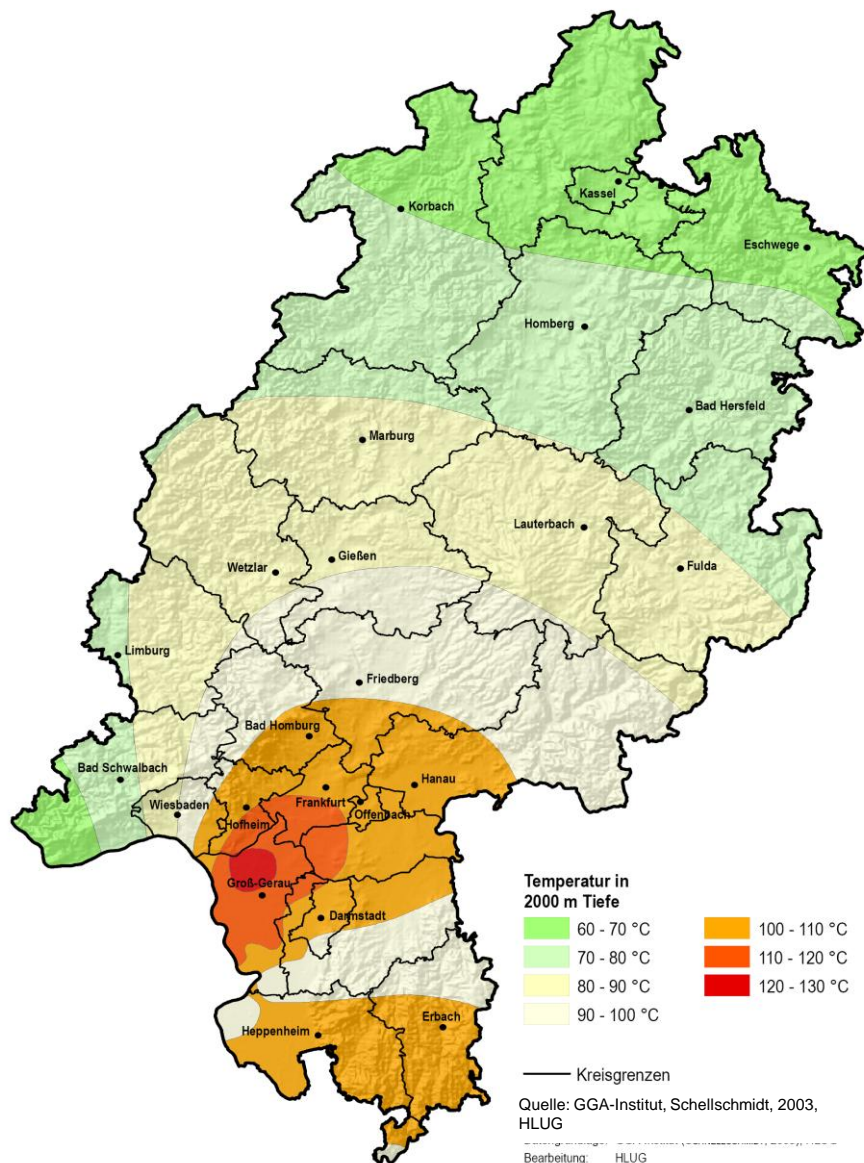 Kassel
Korbach
Eschwege
Homberg
Bad Hersfeld
Marburg
Lauterbach
Gießen
Wetzlar
Fulda
Limburg
Friedberg
Bad Homburg
Bad Schwalbach
Hanau
Wiesbaden
Frankfurt
Offenbach
Hofheim
Groß-Gerau
Darmstadt
Erbach
Heppenheim
Temperatur in
2000 m Tiefe
60 - 70 °C
70 - 80 °C
80 - 90 °C
90 - 100 °C
100 - 110 °C
110 - 120 °C
120 - 130 °C
Kreisgrenzen
Quelle: GGA-Institut, Schellschmidt, 2003,
HLUG
Bearbeitung: HLUG